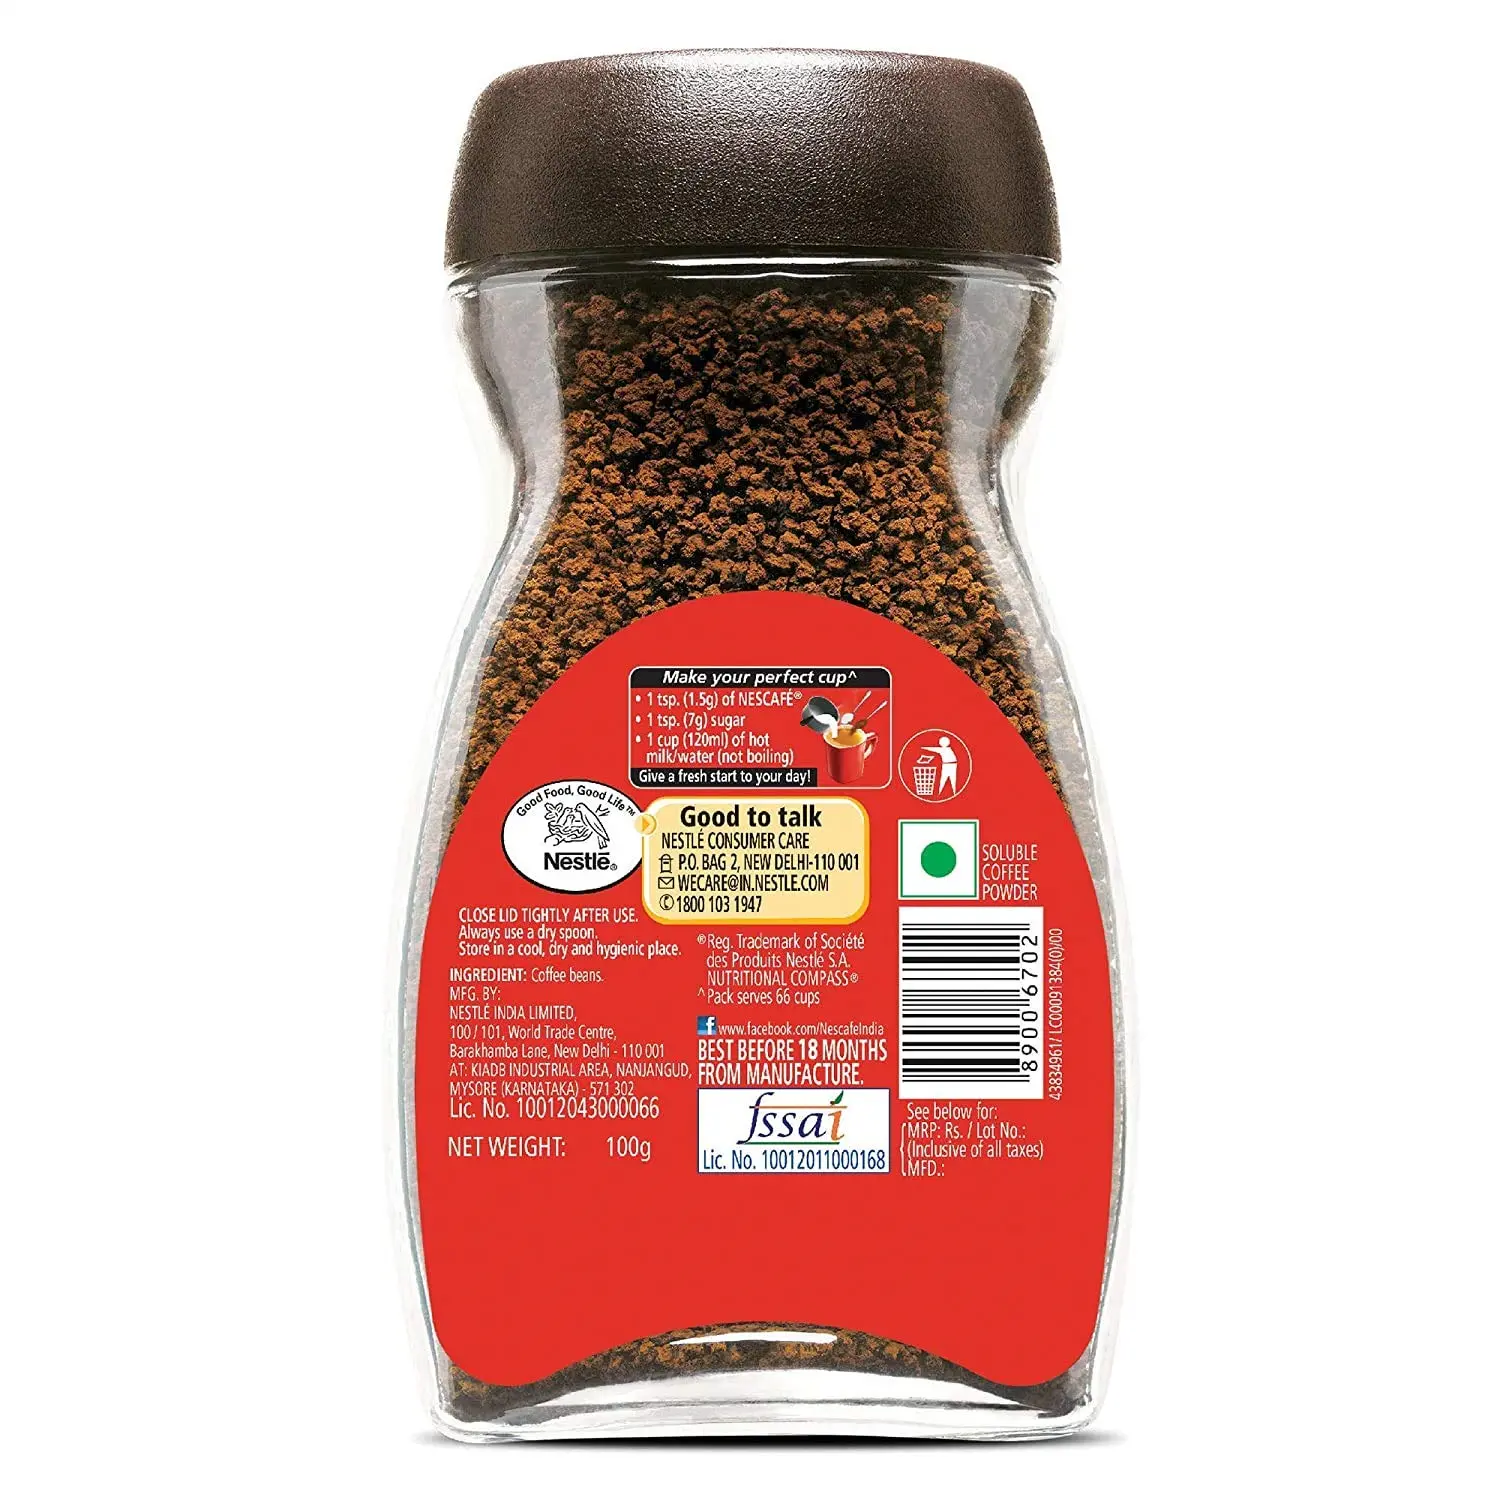 Make your perfect cup^
• 1 tsp. (1.5g) of NESCAFÉ®
• 1 tsp. (7g) sugar
• 1 cup (120ml) of hot
milk/water (not boiling)
Give a fresh start to your day!
Good Food, Good Life™
Nestlé®
Good to talk
NESTLÉ CONSUMER CARE
P.O. BAG 2, NEW DELHI-110 001
WECARE@IN.NESTLE.COM
1800 103 1947
SOLUBLE
COFFEE
POWDER
CLOSE LID TIGHTLY AFTER USE.
Always use a dry spoon.
Store in a cool, dry and hygienic place.
INGREDIENT: Coffee beans.
MFG. BY:
NESTLÉ INDIA LIMITED,
100 / 101, World Trade Centre,
Barakhamba Lane, New Delhi - 110 001
AT: KIADB INDUSTRIAL AREA, NANJANGUD,
MYSORE (KARNATAKA) - 571 302
Lic. No. 10012043000066
NET WEIGHT: 100g
®Reg. Trademark of Société
des Produits Nestlé S.A.
NUTRITIONAL COMPASS®
^Pack serves 66 cups
f www.facebook.com/NescafeIndia
BEST BEFORE 18 MONTHS
FROM MANUFACTURE.
fssai
Lic. No. 10012011000168
8900 6702
43834961/ LC00091384(0)/00
See below for:
MRP: Rs. / Lot No.:
(Inclusive of all taxes)
MFD.: